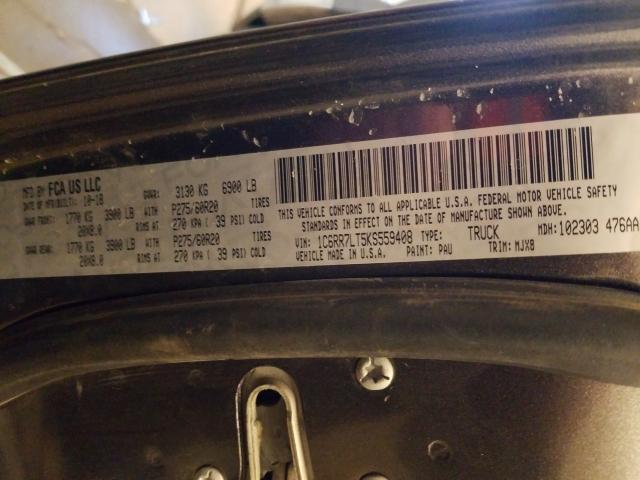 MFD BY FCA US LLC GVWR: 3130 KG 6900 LB
DATE OF MFR/BUILT: 10-18
GAWR FRONT: 1770 KG 3900 LB WITH P275/60R20 TIRES
20X8.0 RIMS AT 270 KPA ( 39 PSI) COLD
GAWR REAR: 1770 KG 3900 LB WITH P275/60R20 TIRES
20X8.0 RIMS AT 270 KPA ( 39 PSI) COLD
THIS VEHICLE CONFORMS TO ALL APPLICABLE U.S.A. FEDERAL MOTOR VEHICLE SAFETY
STANDARDS IN EFFECT ON THE DATE OF MANUFACTURE SHOWN ABOVE.
VIN: 1C6RR7LT5KS559408 TYPE: TRUCK MDH: 102303 476AA
VEHICLE MADE IN U.S.A. PAINT: PAU TRIM: MJX8